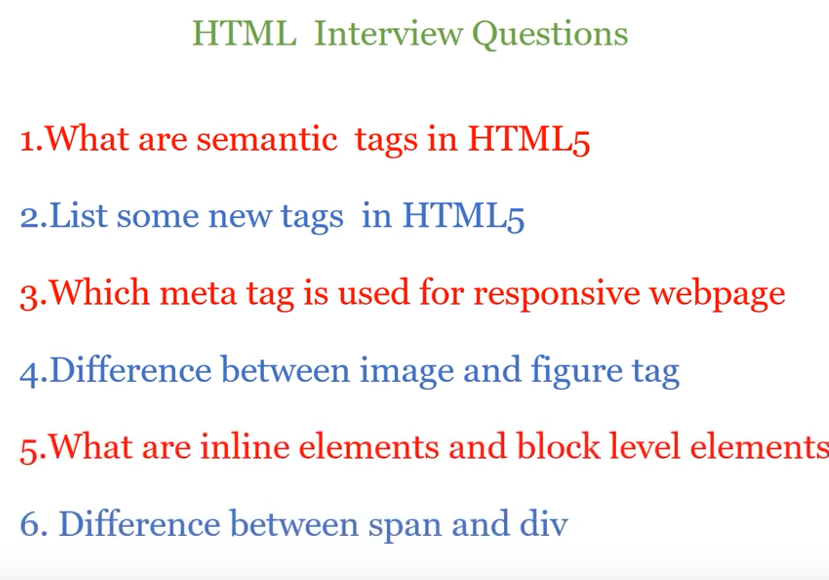 HTML  Interview Questions
1.What are semantic  tags in HTML5
2.List some new tags  in HTML5
3.Which meta tag is used for responsive webpage
4.Difference between image and figure tag
5.What are inline elements and block level elements
6. Difference between span and div